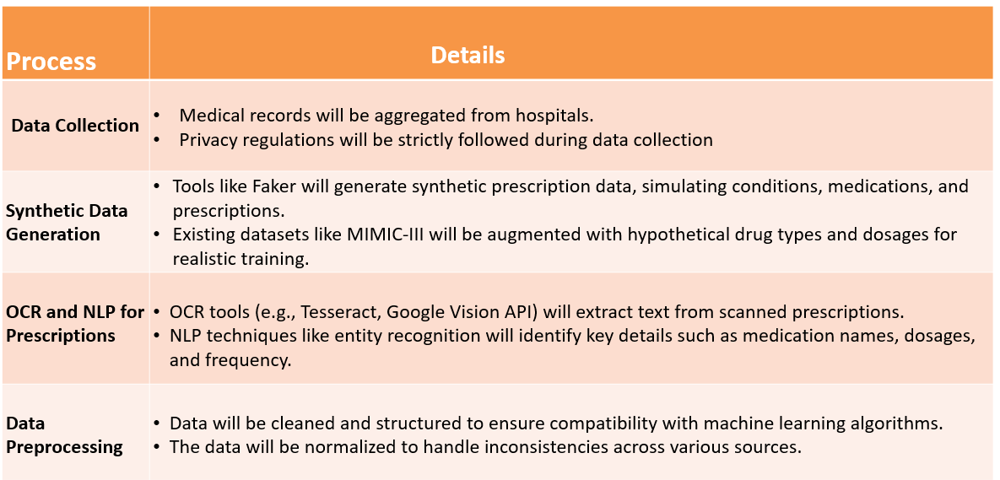 Process
Details
Data Collection
• Medical records will be aggregated from hospitals.
• Privacy regulations will be strictly followed during data collection
Synthetic Data
Generation
• Tools like Faker will generate synthetic prescription data, simulating conditions, medications, and
prescriptions.
• Existing datasets like MIMIC-III will be augmented with hypothetical drug types and dosages for
realistic training.
OCR and NLP for
Prescriptions
• OCR tools (e.g., Tesseract, Google Vision API) will extract text from scanned prescriptions.
• NLP techniques like entity recognition will identify key details such as medication names, dosages,
and frequency.
Data
Preprocessing
• Data will be cleaned and structured to ensure compatibility with machine learning algorithms.
• The data will be normalized to handle inconsistencies across various sources.